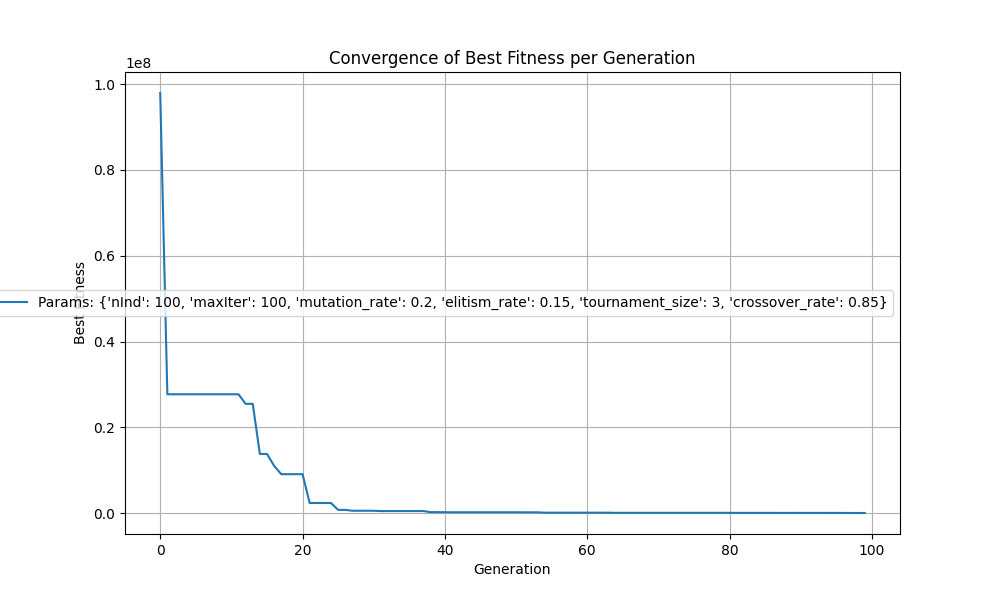 Convergence of Best Fitness per Generation
1e8
1.0
0.8
0.6
0.4
0.2
0.0
Best Fitness
Params: {'nInd': 100, 'maxIter': 100, 'mutation_rate': 0.2, 'elitism_rate': 0.15, 'tournament_size': 3, 'crossover_rate': 0.85}
0 20 40 60 80 100
Generation